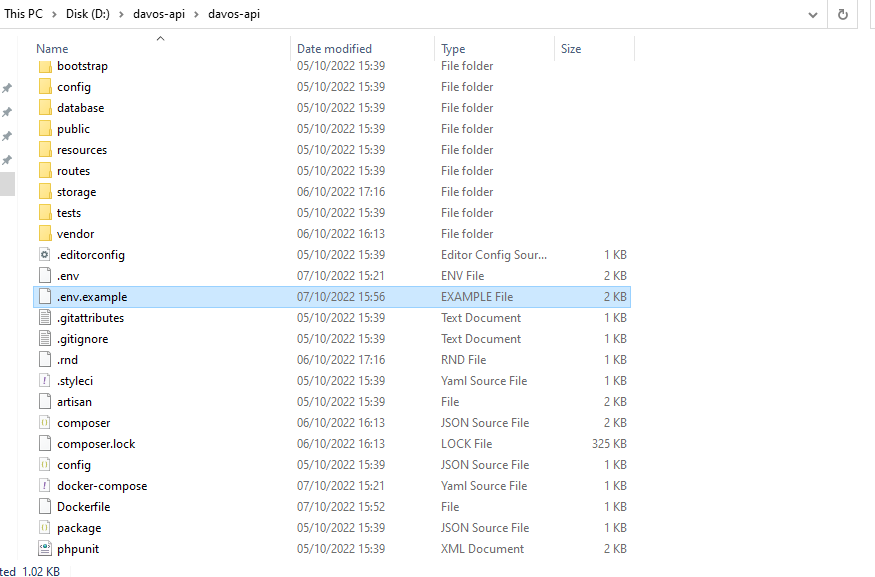 This PC > Disk (D:) > davos-api > davos-api
Name Date modified Type Size
bootstrap 05/10/2022 15:39 File folder
config 05/10/2022 15:39 File folder
database 05/10/2022 15:39 File folder
public 05/10/2022 15:39 File folder
resources 05/10/2022 15:39 File folder
routes 05/10/2022 15:39 File folder
storage 06/10/2022 17:16 File folder
tests 05/10/2022 15:39 File folder
vendor 06/10/2022 16:13 File folder
.editorconfig 05/10/2022 15:39 Editor Config Sour... 1 KB
.env 07/10/2022 15:21 ENV File 2 KB
.env.example 07/10/2022 15:56 EXAMPLE File 2 KB
.gitattributes 05/10/2022 15:39 Text Document 1 KB
.gitignore 05/10/2022 15:39 Text Document 1 KB
.rnd 06/10/2022 17:16 RND File 1 KB
.styleci 05/10/2022 15:39 Yaml Source File 1 KB
artisan 05/10/2022 15:39 File 2 KB
composer 06/10/2022 16:13 JSON Source File 2 KB
composer.lock 06/10/2022 16:13 LOCK File 325 KB
config 05/10/2022 15:39 JSON Source File 1 KB
docker-compose 07/10/2022 15:21 Yaml Source File 1 KB
Dockerfile 07/10/2022 15:52 File 1 KB
package 05/10/2022 15:39 JSON Source File 1 KB
phpunit 05/10/2022 15:39 XML Document 2 KB
ted 1.02 KB